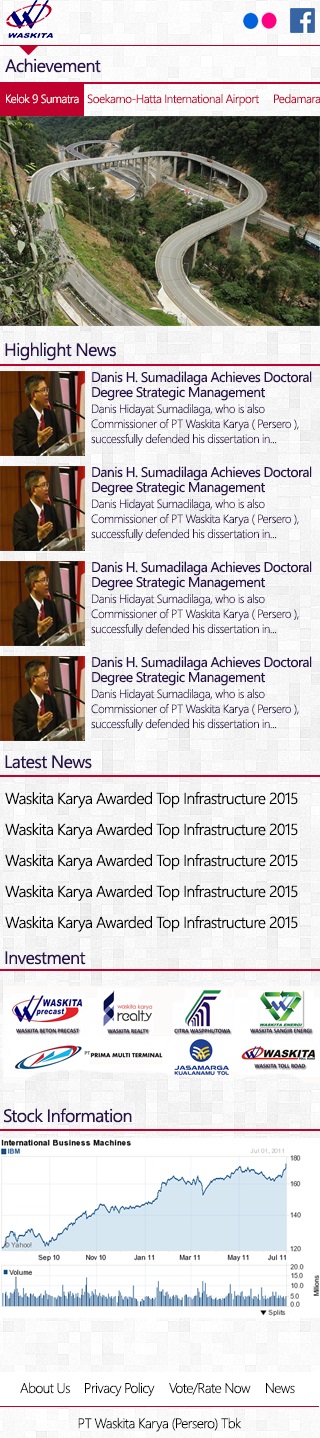 WASKITA
Achievement
Kelok 9 Sumatra Soekarno-Hatta International Airport Pedamara
Highlight News
Danis H. Sumadilaga Achieves Doctoral
Degree Strategic Management
Danis Hidayat Sumadilaga, who is also
Commisioner of PT Waskita Karya ( Persero ),
successfully defended his dissertation in...
Danis H. Sumadilaga Achieves Doctoral
Degree Strategic Management
Danis Hidayat Sumadilaga, who is also
Commisioner of PT Waskita Karya ( Persero ),
successfully defended his dissertation in...
Danis H. Sumadilaga Achieves Doctoral
Degree Strategic Management
Danis Hidayat Sumadilaga, who is also
Commisioner of PT Waskita Karya ( Persero ),
successfully defended his dissertation in...
Danis H. Sumadilaga Achieves Doctoral
Degree Strategic Management
Danis Hidayat Sumadilaga, who is also
Commisioner of PT Waskita Karya ( Persero ),
successfully defended his dissertation in...
Latest News
Waskita Karya Awarded Top Infrastructure 2015
Waskita Karya Awarded Top Infrastructure 2015
Waskita Karya Awarded Top Infrastructure 2015
Waskita Karya Awarded Top Infrastructure 2015
Waskita Karya Awarded Top Infrastructure 2015
Investment
WASKITA precast waskita karya realty
WASKITA BETON PRECAST WASKITA REALTY CITRA WASPPHUTOWA WASKITA ENERGI WASKITA SANGIR ENERGI
PT PRIMA MULTI TERMINAL JASAMARGA KUALANAMU TOL WASKITA WASKITA TOLL ROAD
Stock Information
International Business Machines
IBM Jul 01, 2011
180
160
140
120
© Yahoo!
Sep 10 Nov 10 Jan 11 Mar 11 May 11 Jul 11
Volume
20.0
15.0
10.0
5.0
0.0
Millions
Splits
About Us Privacy Policy Vote/Rate Now News
PT Waskita Karya (Persero) Tbk